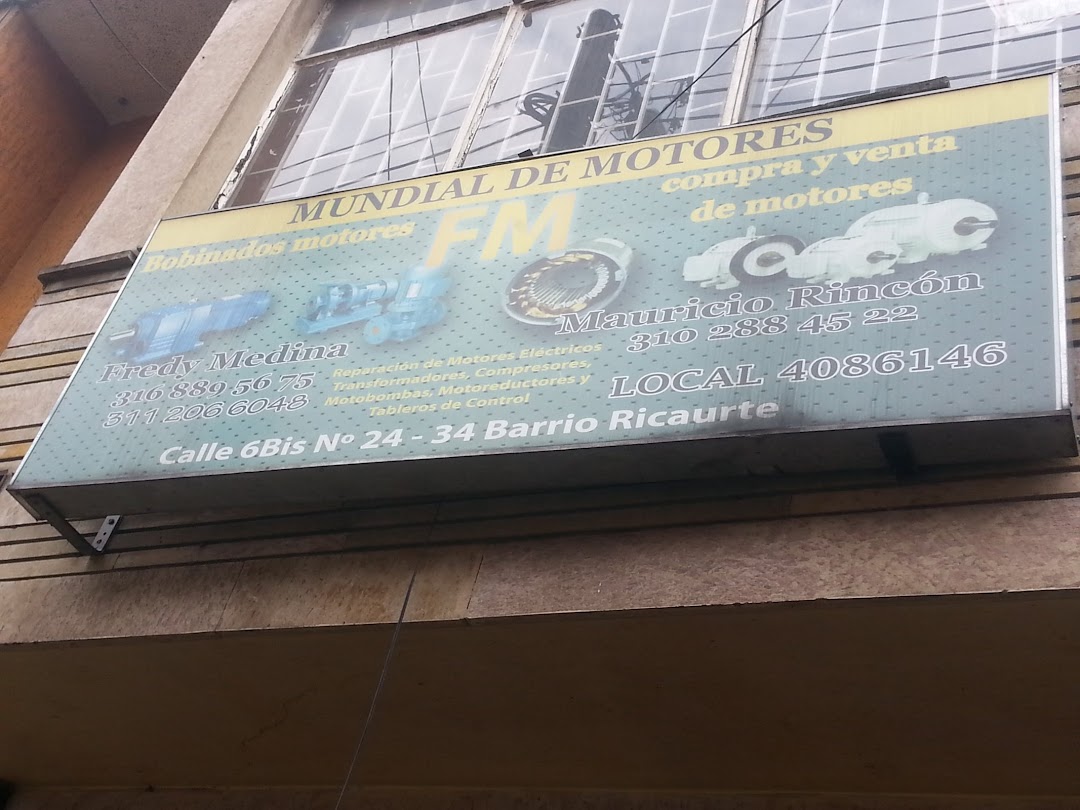 MUNDIAL DE MOTORES
Bobinados motores
FM
compra y venta
de motores
Fredy Medina
316 889 56 75
311 206 6048
Reparación de Motores Eléctricos
Transformadores, Compresores,
Motobombas, Motoreductores y
Tableros de Control
Mauricio Rincón
310 288 45 22
LOCAL 4086146
Calle 6Bis Nº 24 - 34 Barrio Ricaurte